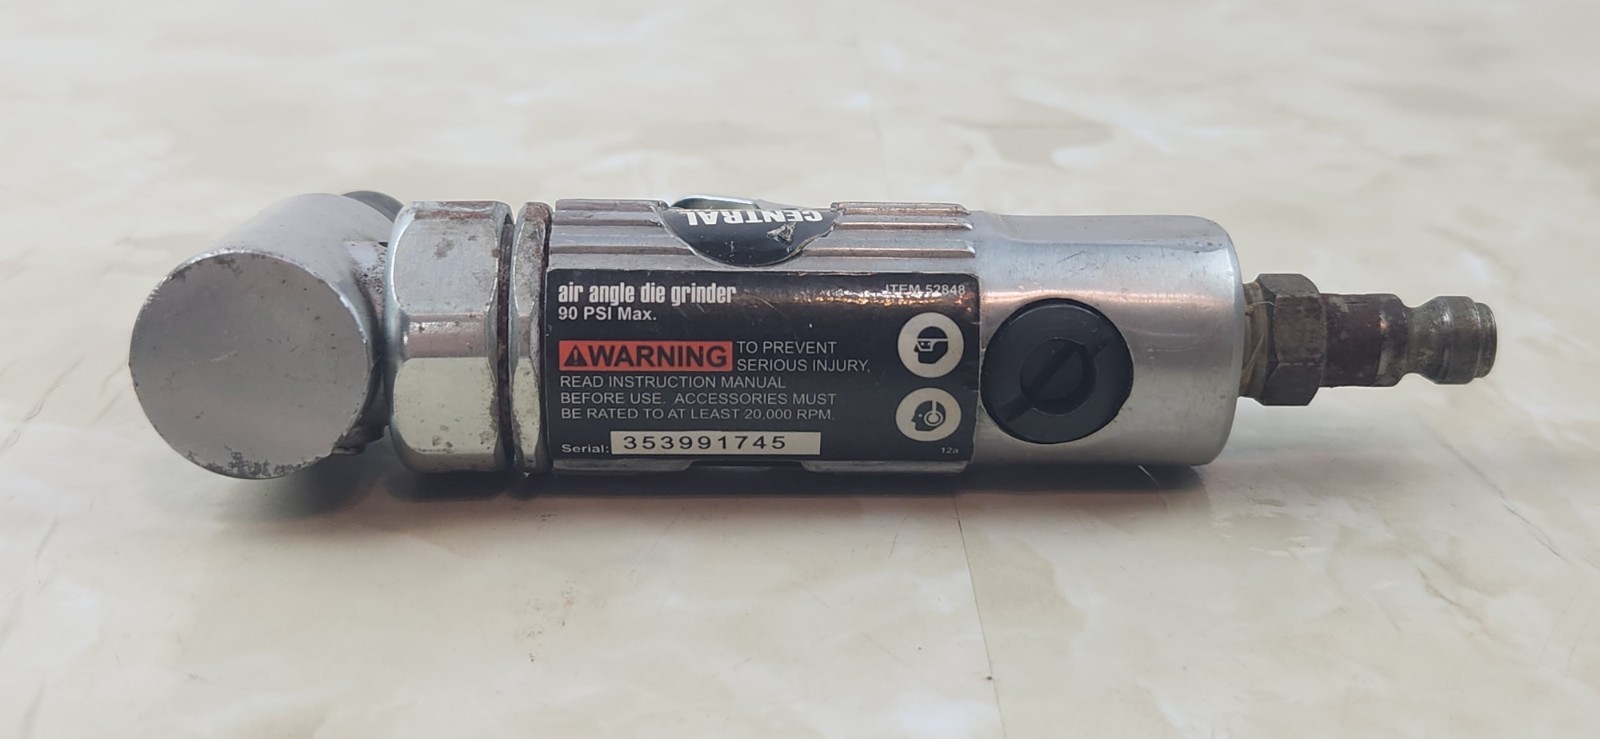 CENTRAL
air angle die grinder ITEM 52848
90 PSI Max.
⚠WARNING TO PREVENT
SERIOUS INJURY,
READ INSTRUCTION MANUAL
BEFORE USE. ACCESSORIES MUST
BE RATED TO AT LEAST 20,000 RPM.
Serial: 353991745
12a